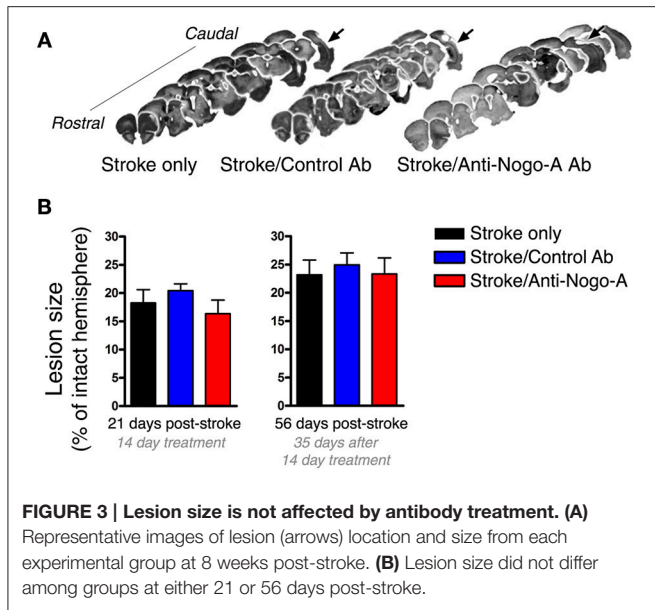 A
Caudal
Rostral
Stroke only Stroke/Control Ab Stroke/Anti-Nogo-A Ab
B
Stroke only
Stroke/Control Ab
Stroke/Anti-Nogo-A
Lesion size
(% of intact hemisphere)
30
25
20
15
10
5
0
21 days post-stroke
14 day treatment
30
25
20
15
10
5
0
56 days post-stroke
35 days after
14 day treatment
FIGURE 3 | Lesion size is not affected by antibody treatment. (A)
Representative images of lesion (arrows) location and size from each
experimental group at 8 weeks post-stroke. (B) Lesion size did not differ
among groups at either 21 or 56 days post-stroke.